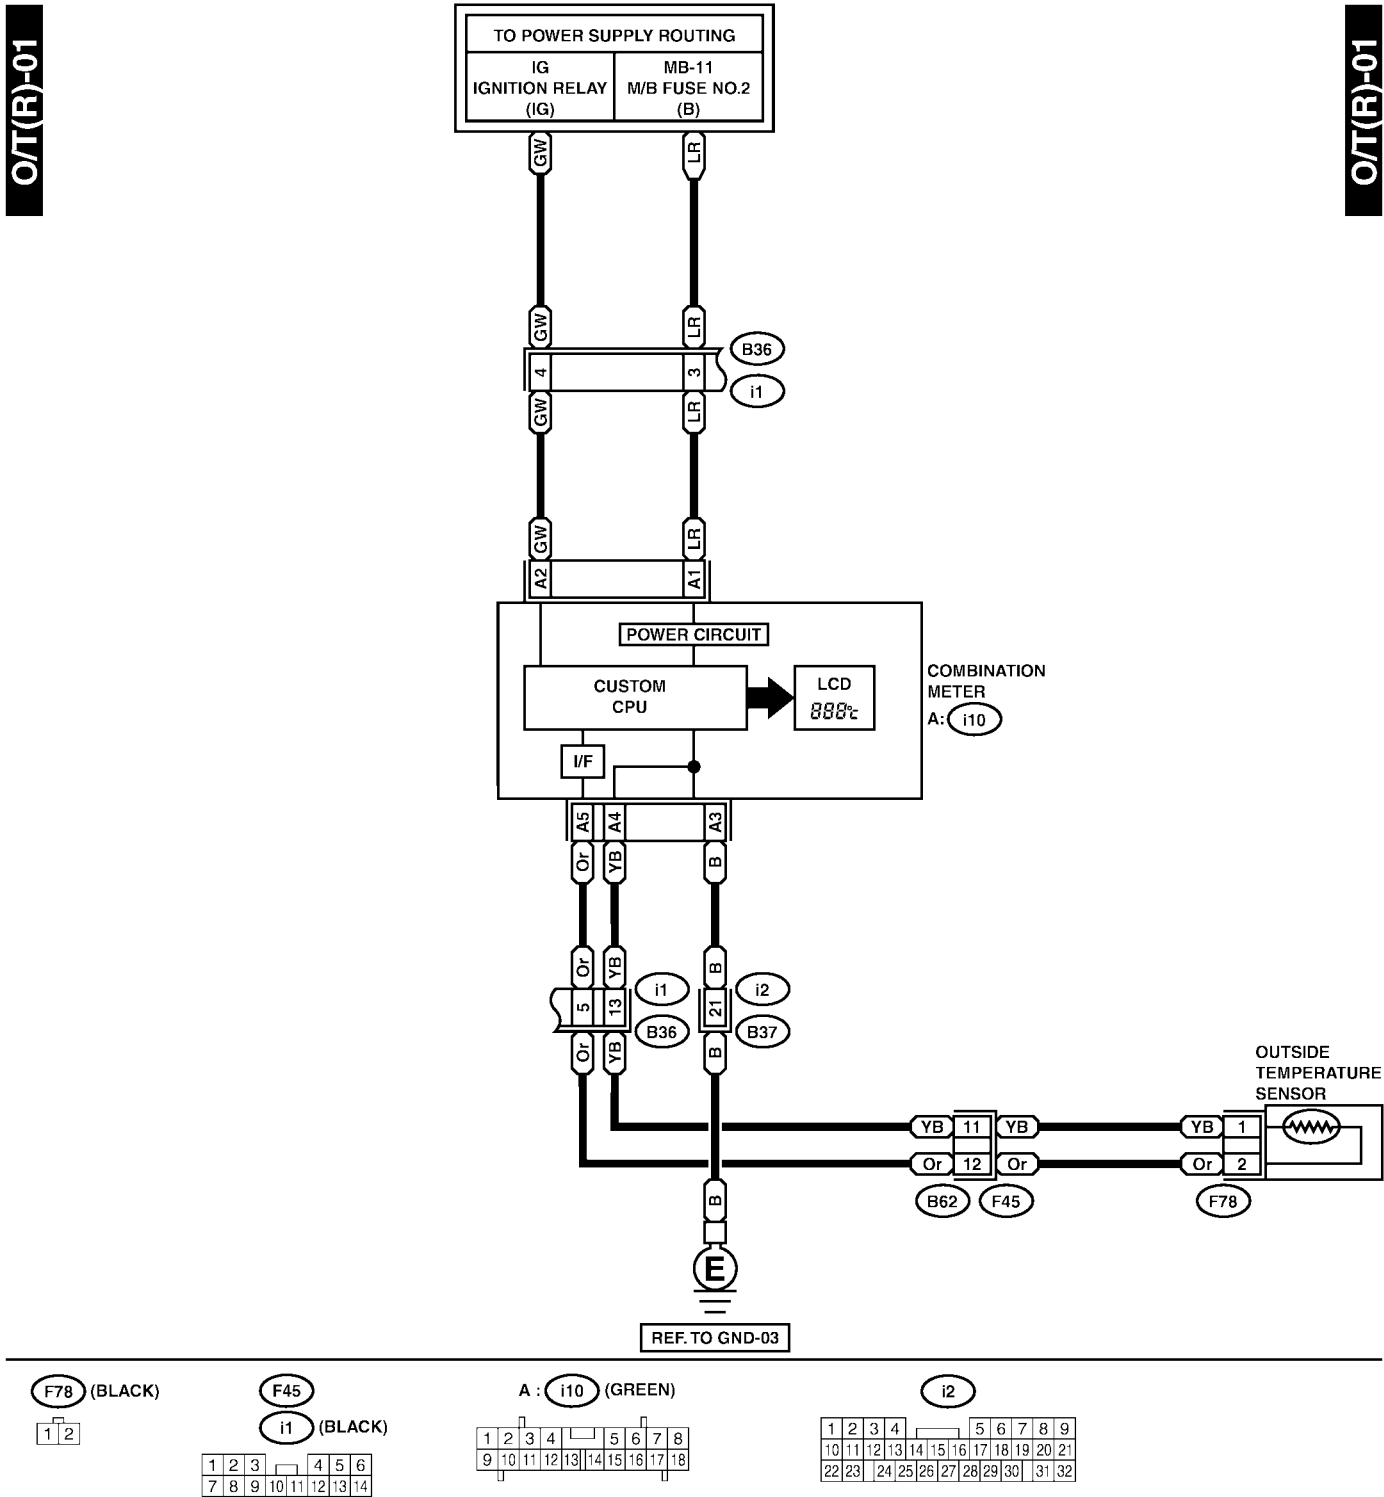 O/T(R)-01
O/T(R)-01
TO POWER SUPPLY ROUTING
IG
IGNITION RELAY
(IG)
MB-11
M/B FUSE NO.2
(B)
GW
LR
GW
LR
B36
4
3
i1
GW
LR
GW
LR
A2
A1
POWER CIRCUIT
CUSTOM
CPU
LCD
888℃
COMBINATION
METER
A: i10
I/F
A5
A4
A3
Or
YB
B
Or
YB
B
i1
i2
5
13
21
B36
B37
Or
YB
B
OUTSIDE
TEMPERATURE
SENSOR
YB 11 YB YB 1
Or 12 Or Or 2
B62
F45
F78
B
E
REF. TO GND-03
F78 (BLACK)
1 2
F45
i1 (BLACK)
1 2 3 4 5 6
7 8 9 10 11 12 13 14
A : i10 (GREEN)
1 2 3 4 5 6 7 8
9 10 11 12 13 14 15 16 17 18
i2
1 2 3 4 5 6 7 8 9
10 11 12 13 14 15 16 17 18 19 20 21
22 23 24 25 26 27 28 29 30 31 32